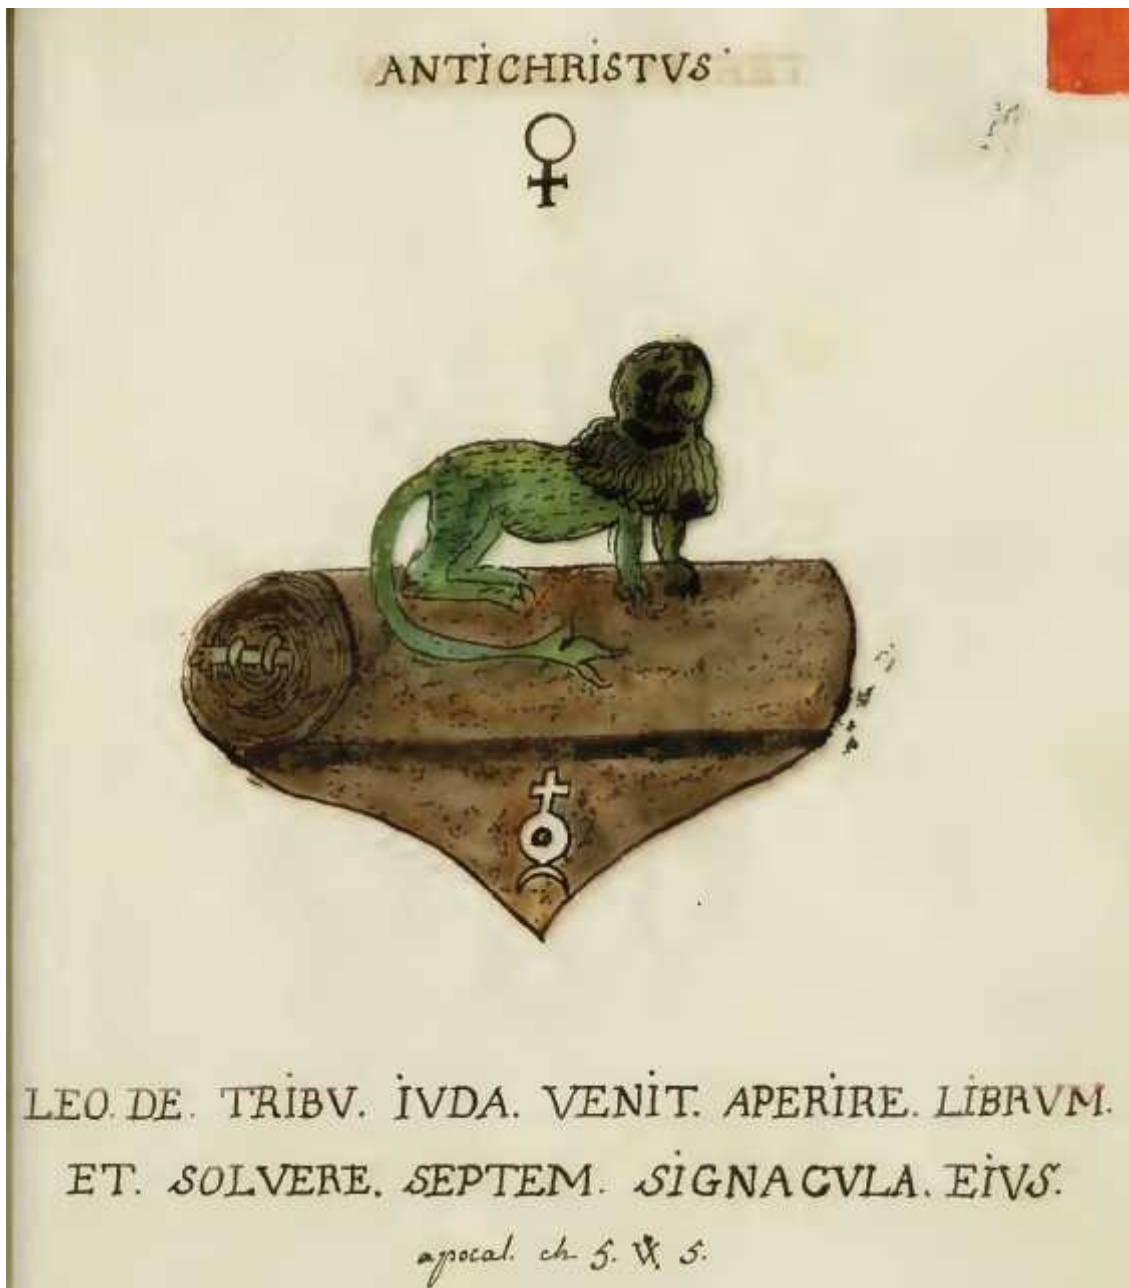 ANTICHRISTVS
LEO. DE. TRIBV. IVDA. VENIT. APERIRE. LIBRVM.
ET. SOLVERE. SEPTEM. SIGNACVLA. EIVS.
apocal. ch 5. ℣ 5.